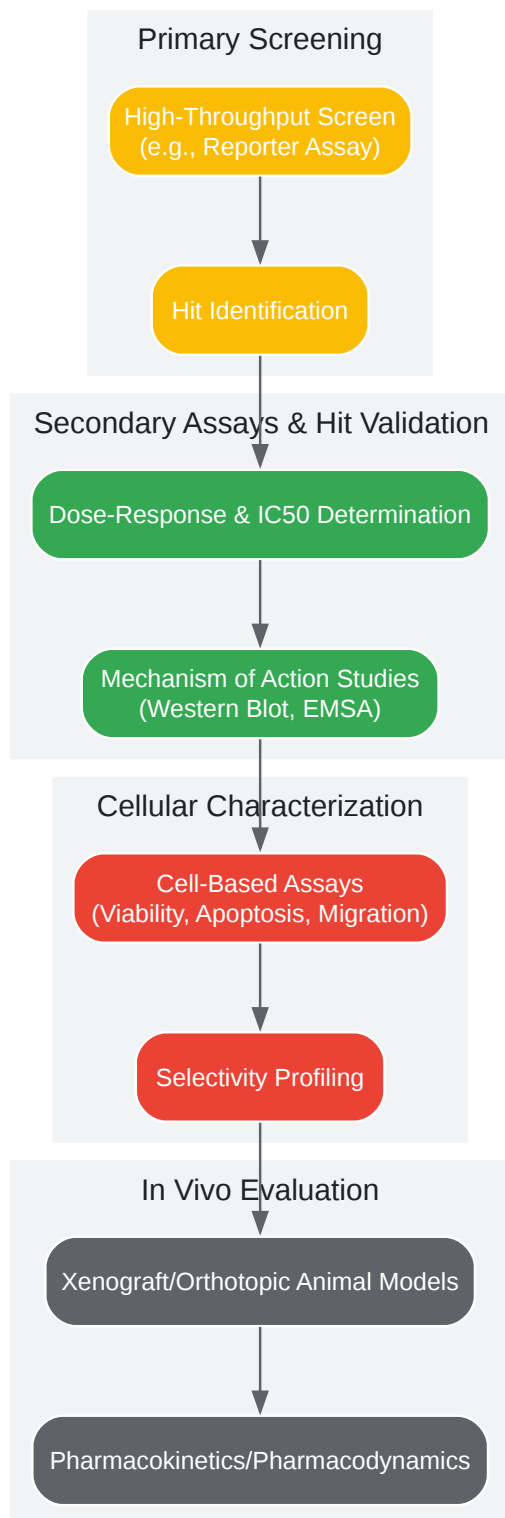 Primary Screening
High-Throughput Screen
(e.g., Reporter Assay)
Hit Identification
Secondary Assays & Hit Validation
Dose-Response & IC50 Determination
Mechanism of Action Studies
(Western Blot, EMSA)
Cellular Characterization
Cell-Based Assays
(Viability, Apoptosis, Migration)
Selectivity Profiling
In Vivo Evaluation
Xenograft/Orthotopic Animal Models
Pharmacokinetics/Pharmacodynamics